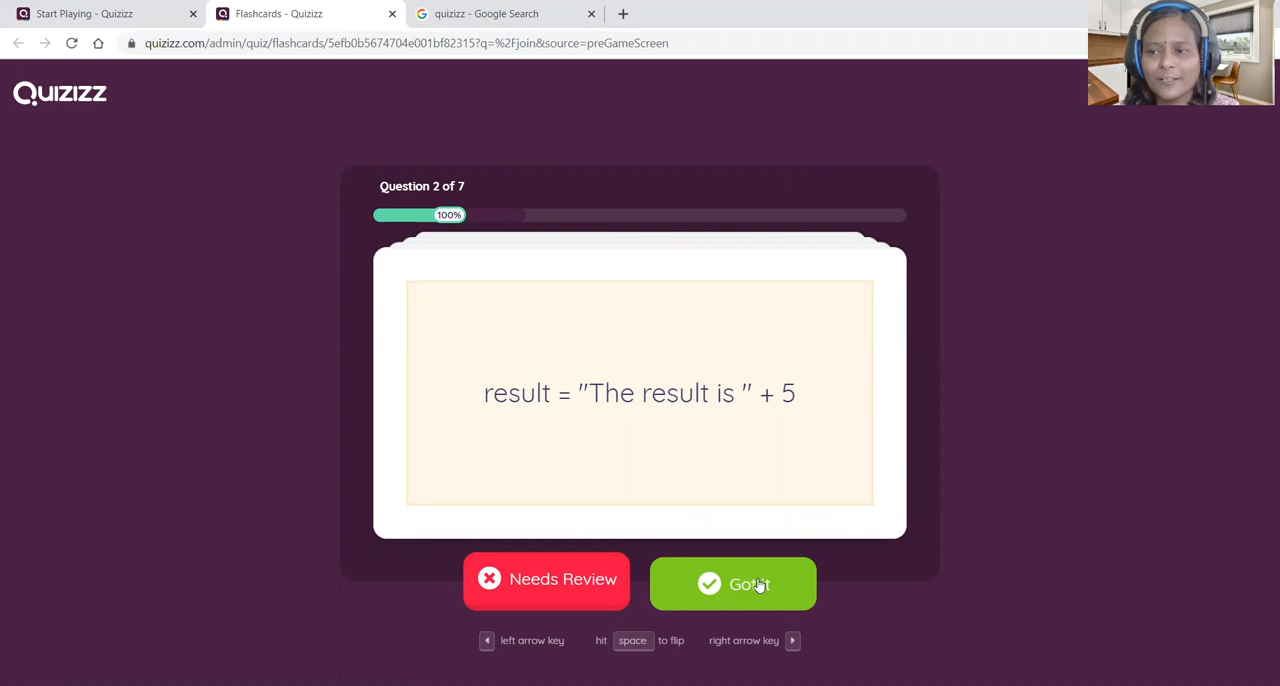 Start Playing - Quizizz
Flashcards - Quizizz
quizizz - Google Search
quizizz.com/admin/quiz/flashcards/5efb0b5674704e001bf82315?q=%2Fjoin&source=preGameScreen
Quizizz
Question 2 of 7
100%
result = "The result is " + 5
Needs Review
Got it
left arrow key
hit space to flip
right arrow key